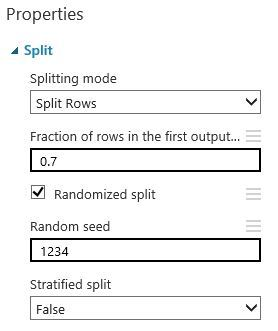 Properties
Split
Splitting mode
Split Rows
Fraction of rows in the first output...
0.7
Randomized split
Random seed
1234
Stratified split
False